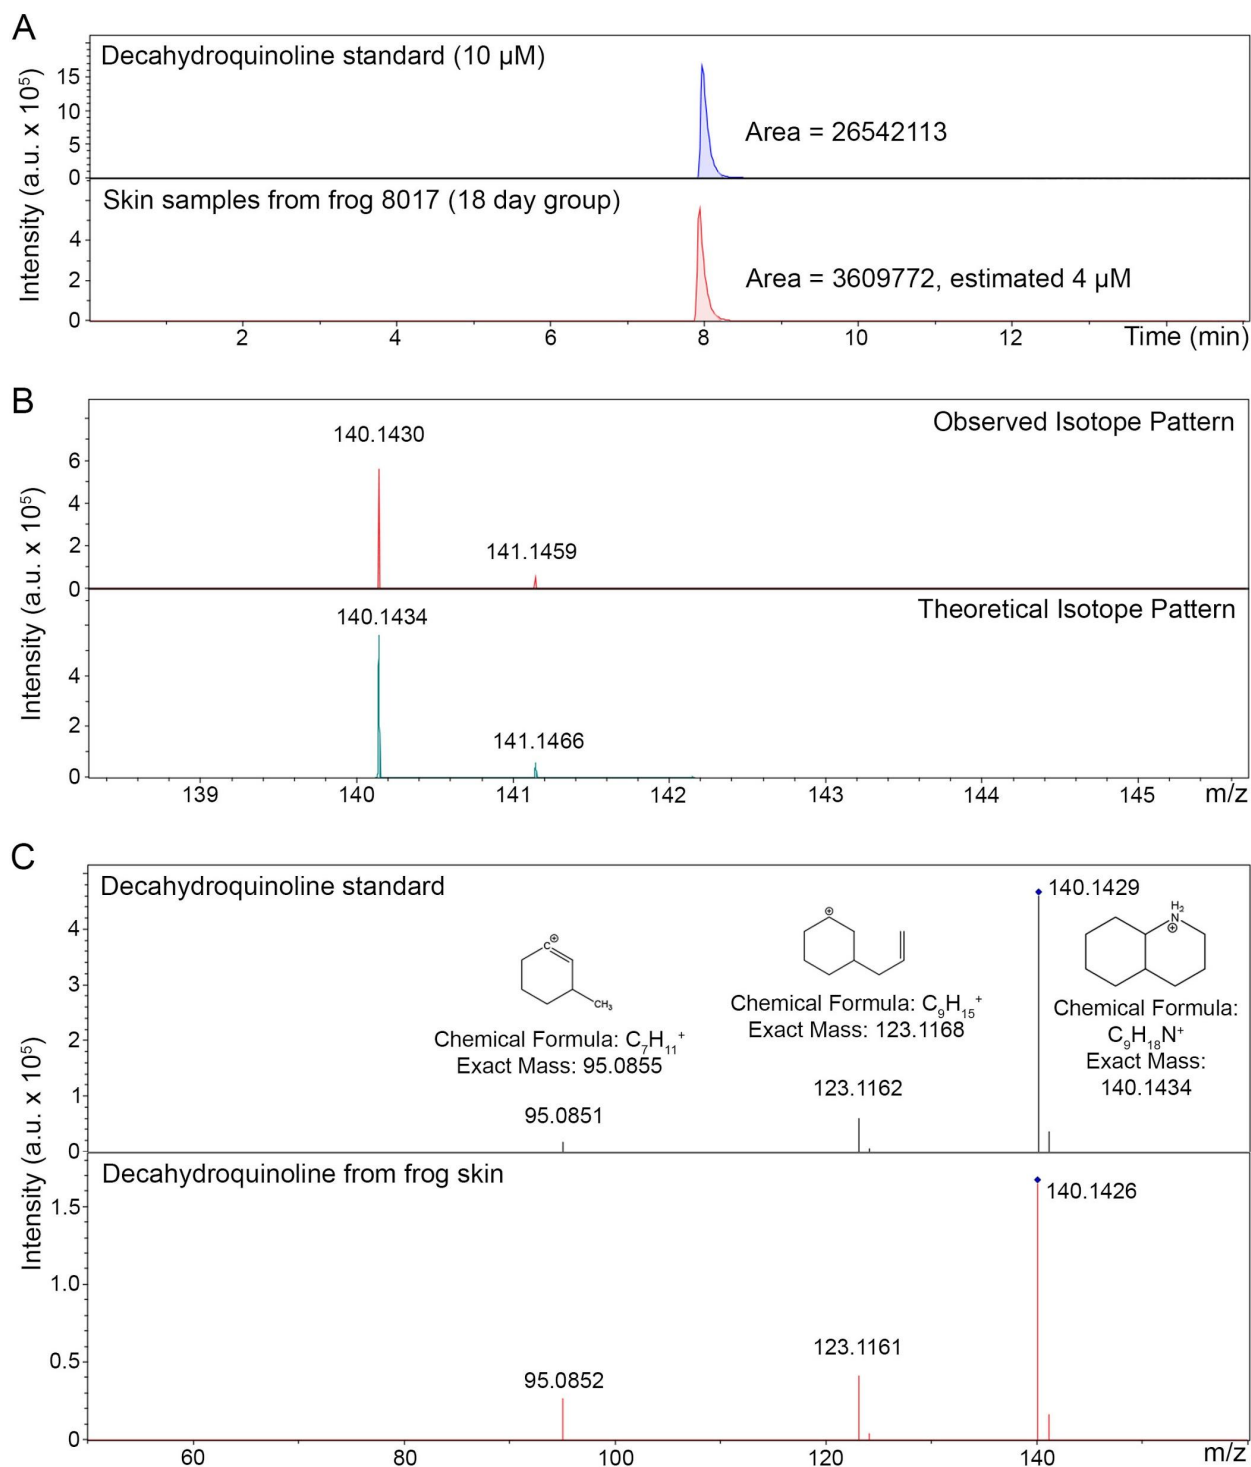 A
Decahydroquinoline standard (10 µM)
Intensity (a.u. x 10⁵)
15
10
5
0
Area = 26542113
Skin samples from frog 8017 (18 day group)
4
2
0
Area = 3609772, estimated 4 µM
2 4 6 8 10 12 Time (min)
B
Observed Isotope Pattern
140.1430
141.1459
Intensity (a.u. x 10⁵)
6
4
2
0
Theoretical Isotope Pattern
140.1434
141.1466
4
2
0
139 140 141 142 143 144 145 m/z
C
Decahydroquinoline standard
140.1429
H₂
N
⊕
⊕
C
CH₃
⊕
Chemical Formula: C₇H₁₁⁺
Exact Mass: 95.0855
Chemical Formula: C₉H₁₅⁺
Exact Mass: 123.1168
Chemical Formula:
C₉H₁₈N⁺
Exact Mass:
140.1434
95.0851
123.1162
Intensity (a.u. x 10⁵)
4
3
2
1
0
Decahydroquinoline from frog skin
140.1426
123.1161
95.0852
1.5
1.0
0.5
0
60 80 100 120 140 m/z